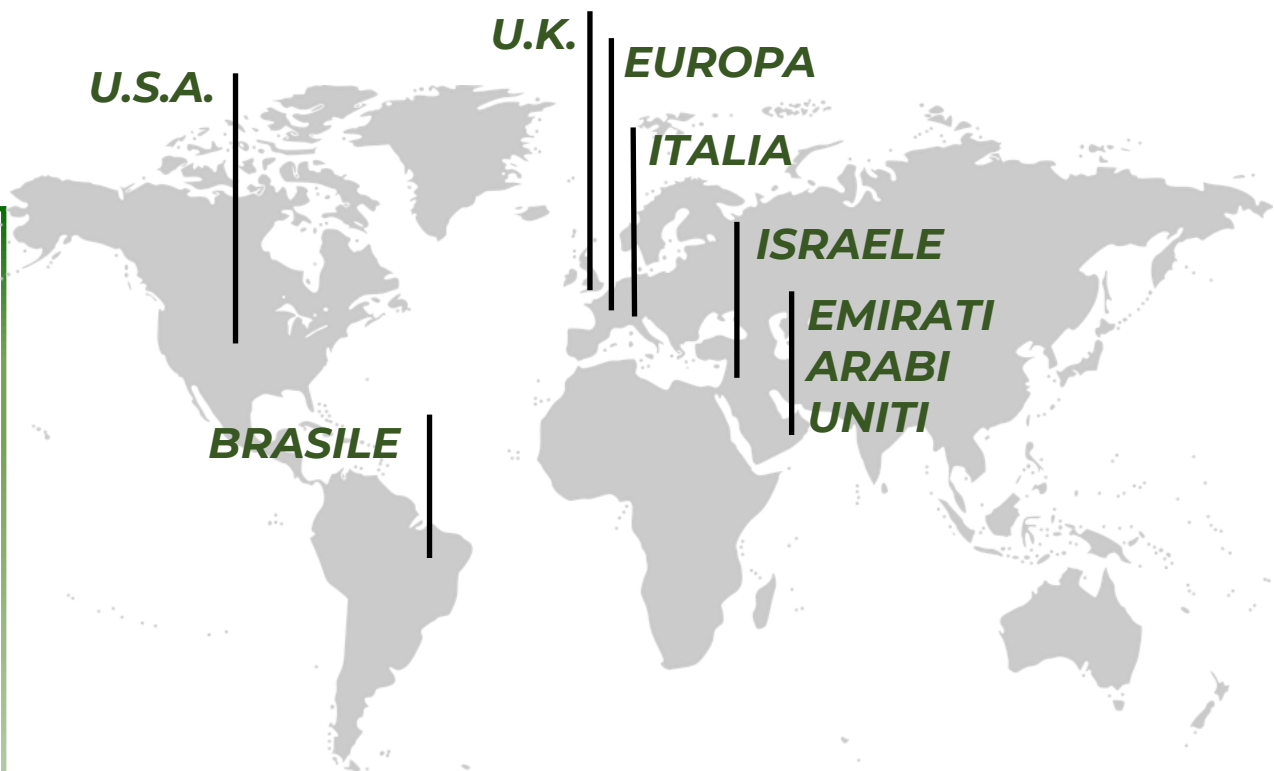 U.K.
EUROPA
U.S.A.
ITALIA
ISRAELE
EMIRATI
ARABI
UNITI
BRASILE